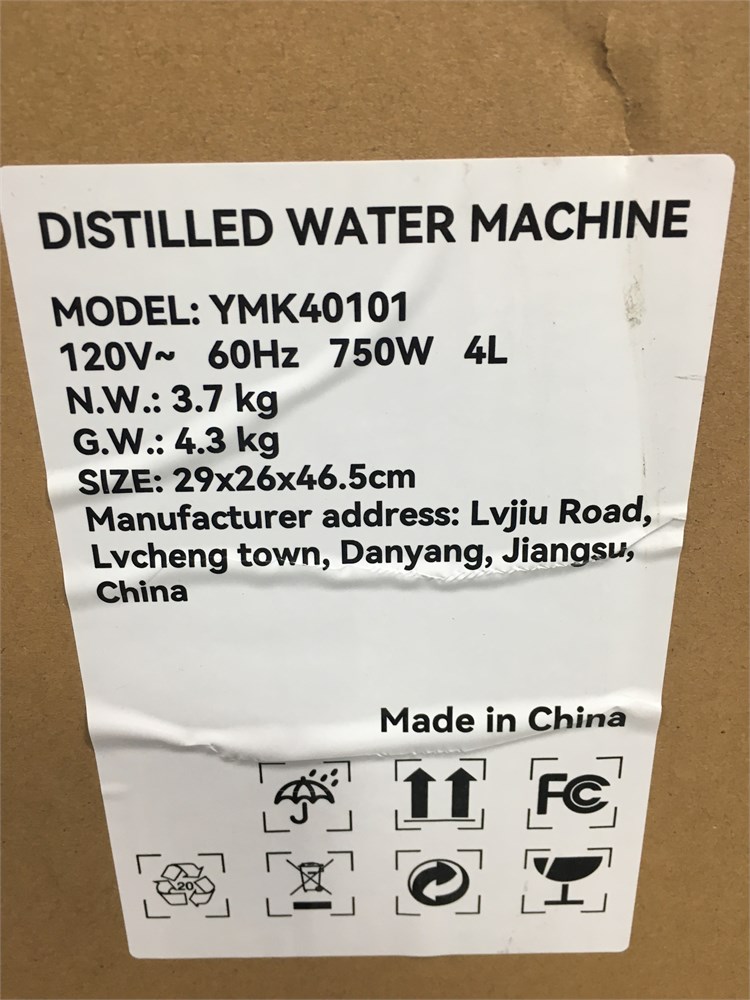 DISTILLED WATER MACHINE
MODEL: YMK40101
120V~ 60Hz 750W 4L
N.W.: 3.7 kg
G.W.: 4.3 kg
SIZE: 29x26x46.5cm
Manufacturer address: Lvjiu Road,
Lvcheng town, Danyang, Jiangsu,
China
Made in China
FC
20